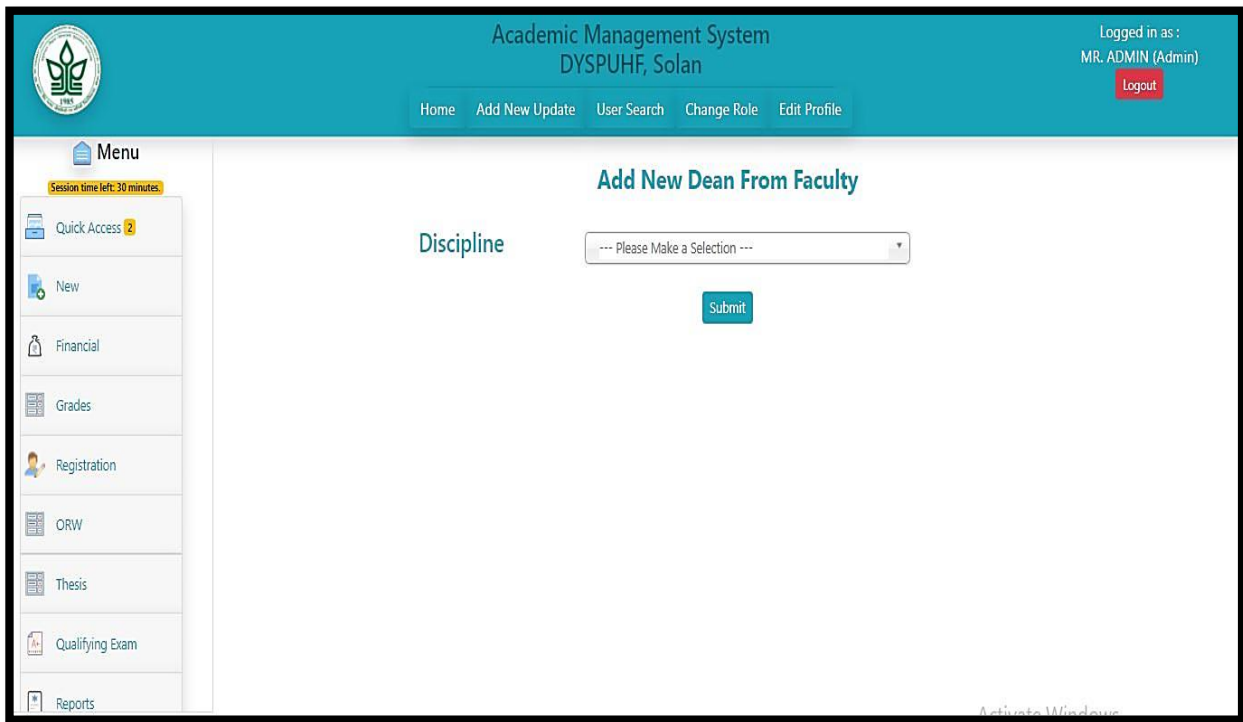 Academic Management System
DYSPUHF, Solan
Logged in as :
MR. ADMIN (Admin)
Logout
1985
Home Add New Update User Search Change Role Edit Profile
Menu
Session time left: 30 minutes.
Quick Access 2
New
Financial
Grades
Registration
ORW
Thesis
Qualifying Exam
Reports
Add New Dean From Faculty
Discipline
--- Please Make a Selection ---
Submit
Activate Windows